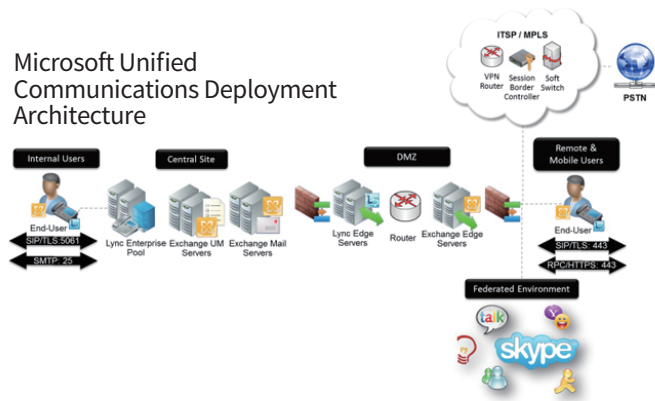 Microsoft Unified
Communications Deployment
Architecture
ITSP / MPLS
VPN
Router
Session
Border
Controller
Soft
Switch
PSTN
Internal Users
Central Site
DMZ
Remote &
Mobile Users
End-User
SIP/TLS:5061
SMTP: 25
Lync Enterprise
Pool
Exchange UM
Servers
Exchange Mail
Servers
Lync Edge
Servers
Router
Exchange Edge
Servers
End-User
SIP/TLS: 443
RPC/HTTPS: 443
Federated Environment
talk
Y!
skype